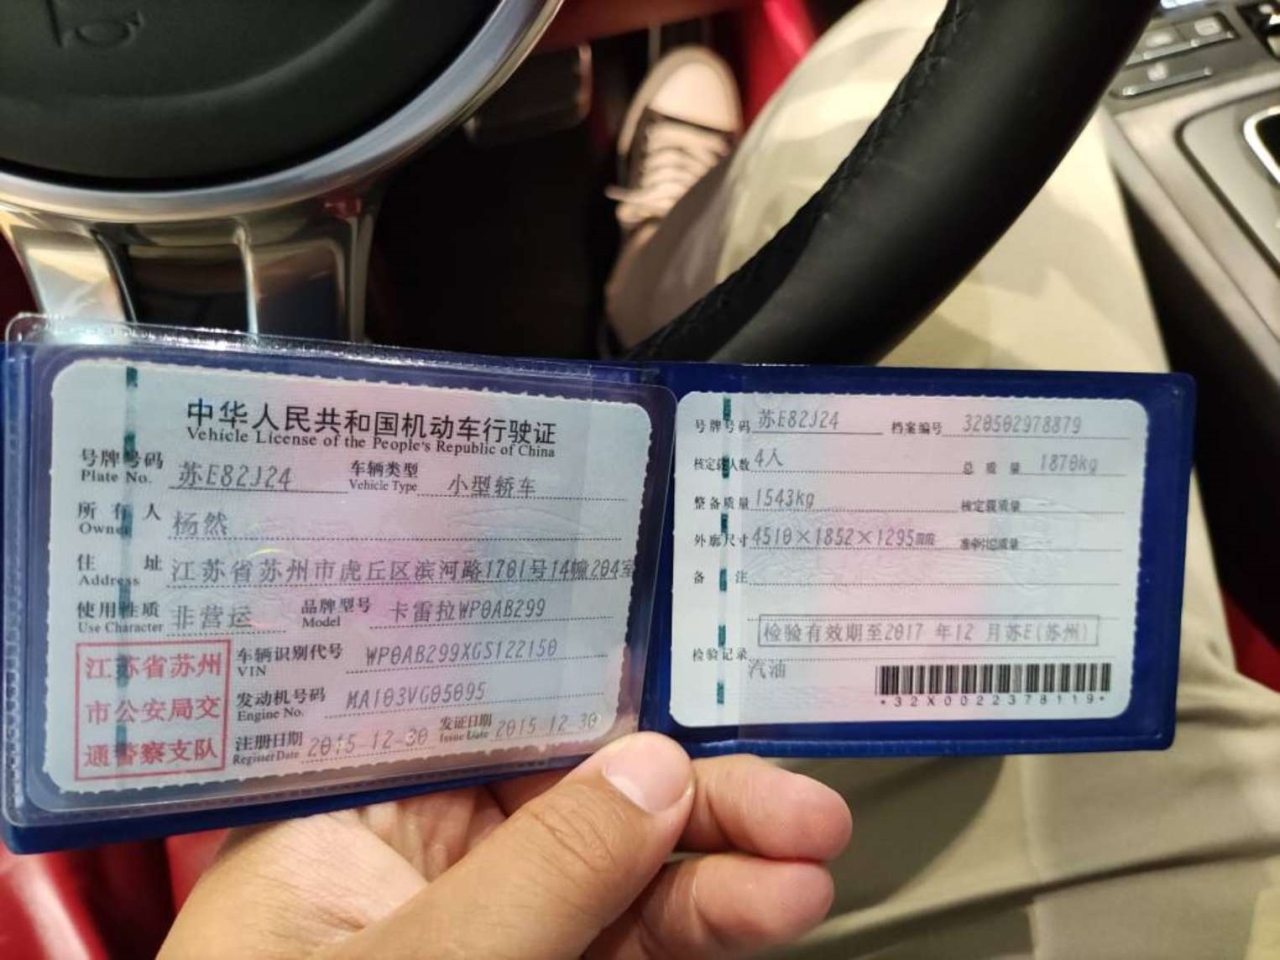 中华人民共和国机动车行驶证
Vehicle License of the People's Republic of China
号牌号码 苏E82J24 车辆类型 小型轿车
Plate No. Vehicle Type
所有人 杨然
Owner
住址 江苏省苏州市虎丘区滨河路1701号14幢204室
Address
使用性质 非营运 品牌型号 卡雷拉WP0AB299
Use Character Model
江苏省苏州
市公安局交
通警察支队
车辆识别代号 WP0AB299XGS122150
VIN
发动机号码 MA103VG05095
Engine No.
注册日期 2015-12-30 发证日期 2015-12-30
Register Date Issue Date
号牌号码 苏E82J24 档案编号 320502978879
核定载人数 4人 总质量 1870kg
整备质量 1543kg 核定载质量 --
外廓尺寸 4510×1852×1295mm 准牵引总质量 --
备注
检验有效期至2017 年12 月苏E(苏州)
检验记录
汽油
*32X0022378119*